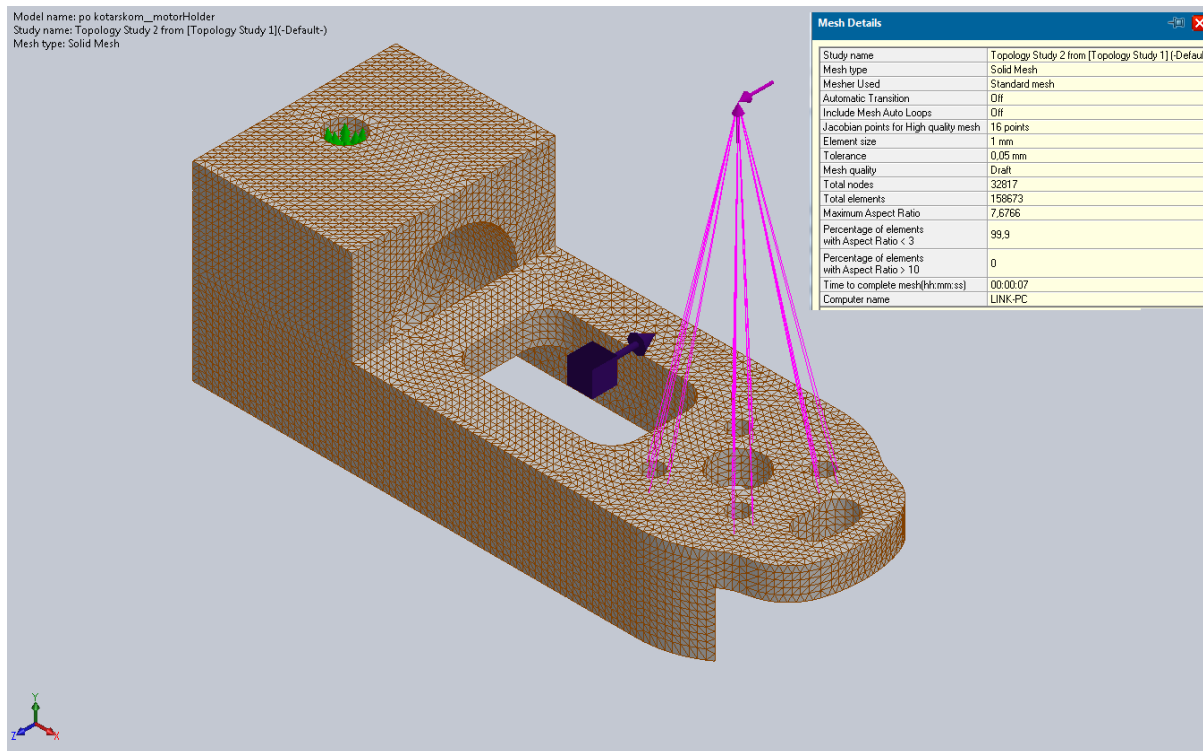 Model name: po kotarskom__motorHolder
Study name: Topology Study 2 from [Topology Study 1](-Default-)
Mesh type: Solid Mesh
Mesh Details
Study name Topology Study 2 from [Topology Study 1] (-Defaul
Mesh type Solid Mesh
Mesher Used Standard mesh
Automatic Transition Off
Include Mesh Auto Loops Off
Jacobian points for High quality mesh 16 points
Element size 1 mm
Tolerance 0,05 mm
Mesh quality Draft
Total nodes 32817
Total elements 158673
Maximum Aspect Ratio 7,6766
Percentage of elements
with Aspect Ratio < 3 99,9
Percentage of elements
with Aspect Ratio > 10 0
Time to complete mesh(hh:mm:ss) 00:00:07
Computer name LINK-PC
Y
Z X